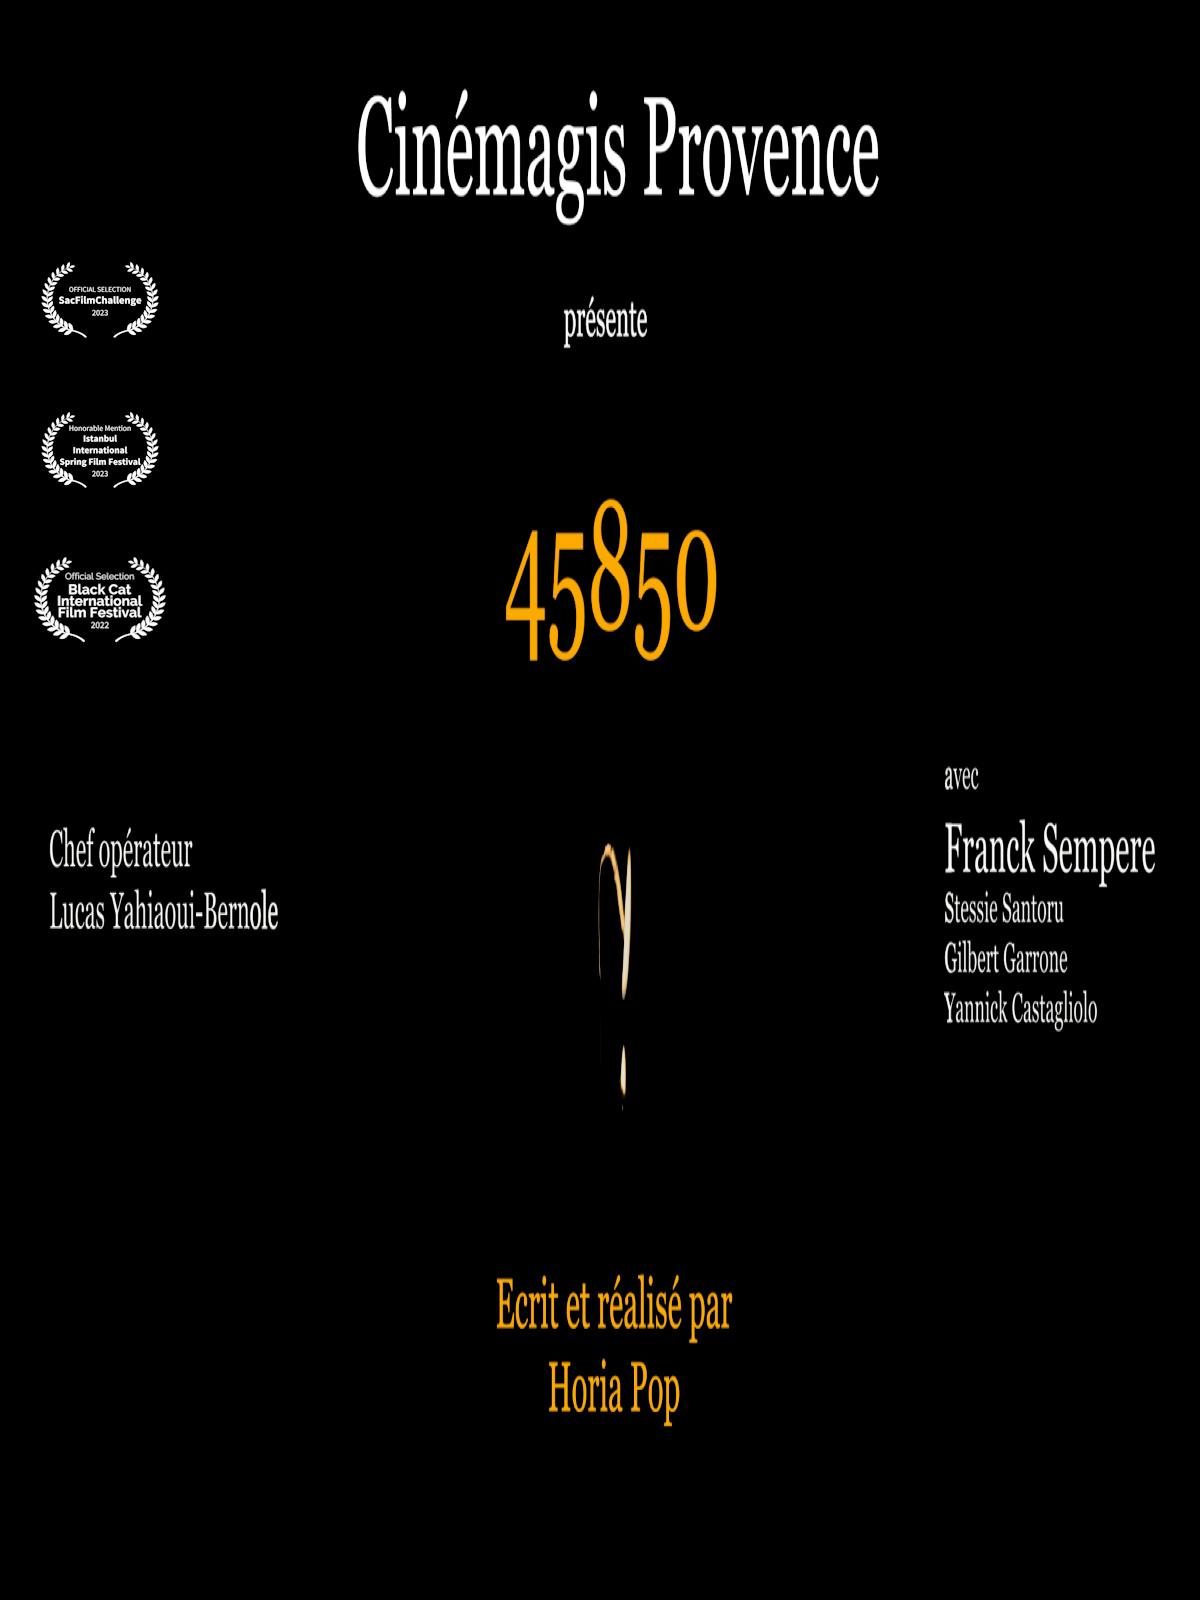 Cinémagis Provence
présente
OFFICIAL SELECTION
SacFilmChallenge
2023
Honorable Mention
Istanbul
International
Spring Film Festival
2023
Official Selection
Black Cat
International
Film Festival
2022
45850
Chef opérateur
Lucas Yahiaoui-Bernole
avec
Franck Sempere
Stessie Santoru
Gilbert Garrone
Yannick Castagliolo
Ecrit et réalisé par
Horia Pop